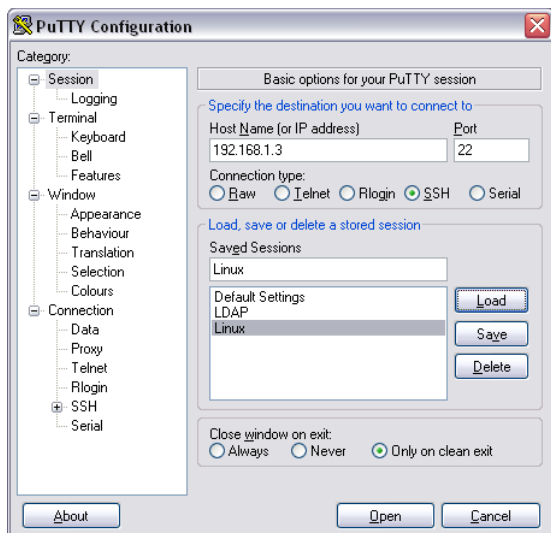 PuTTY Configuration
Category:
Session
Logging
Terminal
Keyboard
Bell
Features
Window
Appearance
Behaviour
Translation
Selection
Colours
Connection
Data
Proxy
Telnet
Rlogin
SSH
Serial
Basic options for your PuTTY session
Specify the destination you want to connect to
Host Name (or IP address) Port
192.168.1.3 22
Connection type:
Raw Telnet Rlogin SSH Serial
Load, save or delete a stored session
Saved Sessions
Linux
Default Settings
LDAP
Linux
Load
Save
Delete
Close window on exit:
Always Never Only on clean exit
About Open Cancel